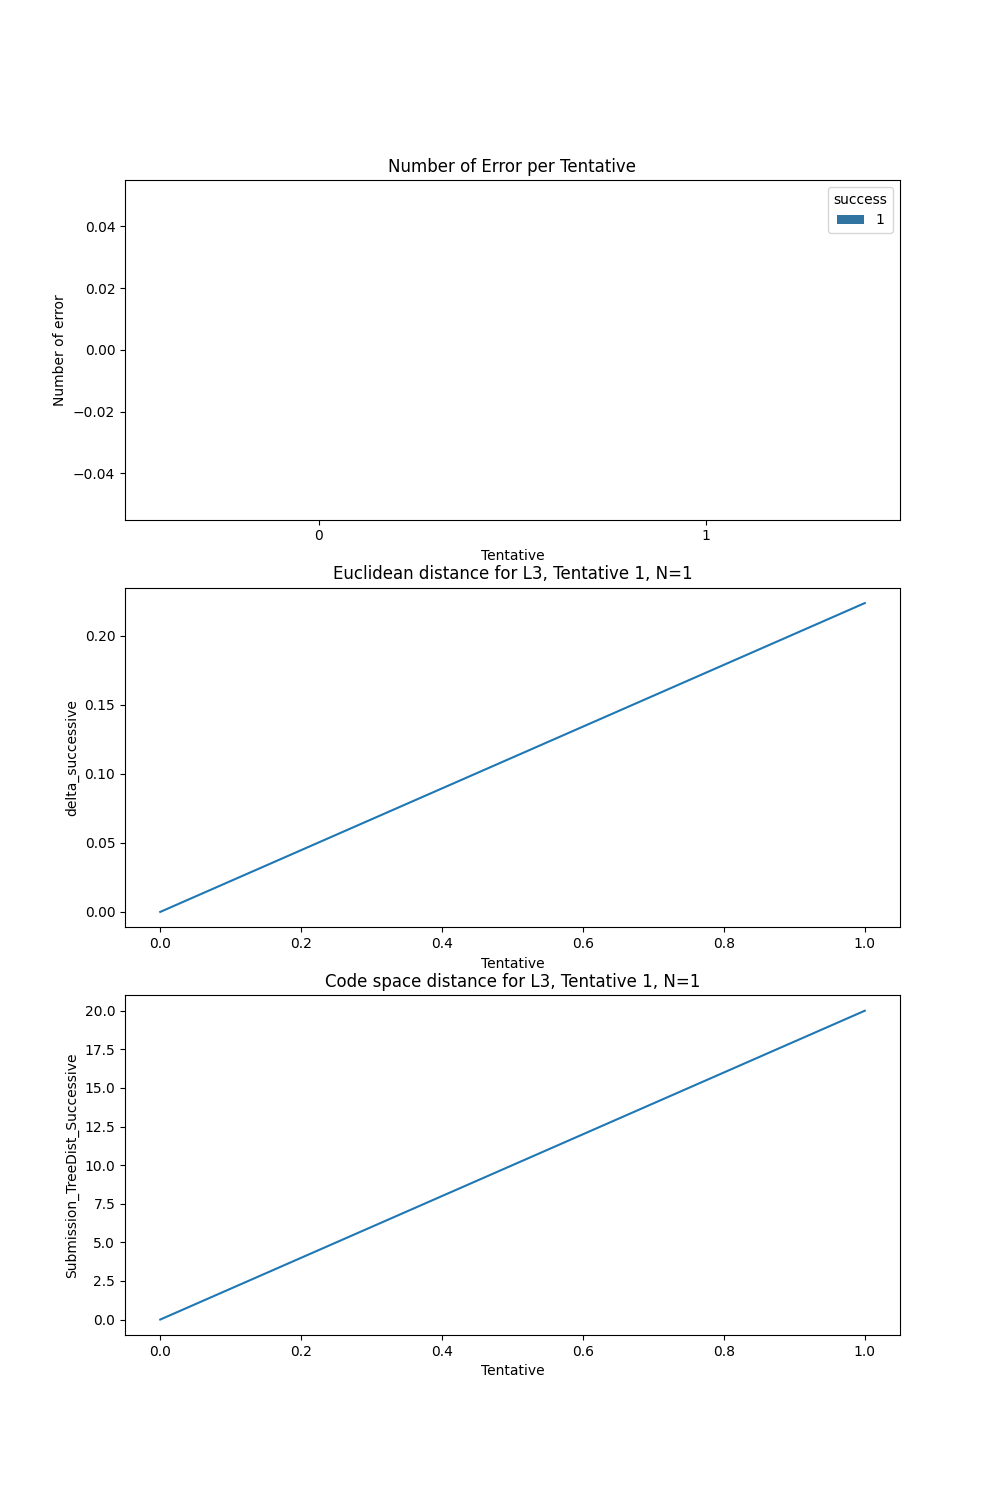 Number of Error per Tentative
success
1
0.04
0.02
0.00
−0.02
−0.04
Number of error
0 1
Tentative
Euclidean distance for L3, Tentative 1, N=1
0.20
0.15
0.10
0.05
0.00
delta_successive
0.0 0.2 0.4 0.6 0.8 1.0
Tentative
Code space distance for L3, Tentative 1, N=1
20.0
17.5
15.0
12.5
10.0
7.5
5.0
2.5
0.0
Submission_TreeDist_Successive
0.0 0.2 0.4 0.6 0.8 1.0
Tentative